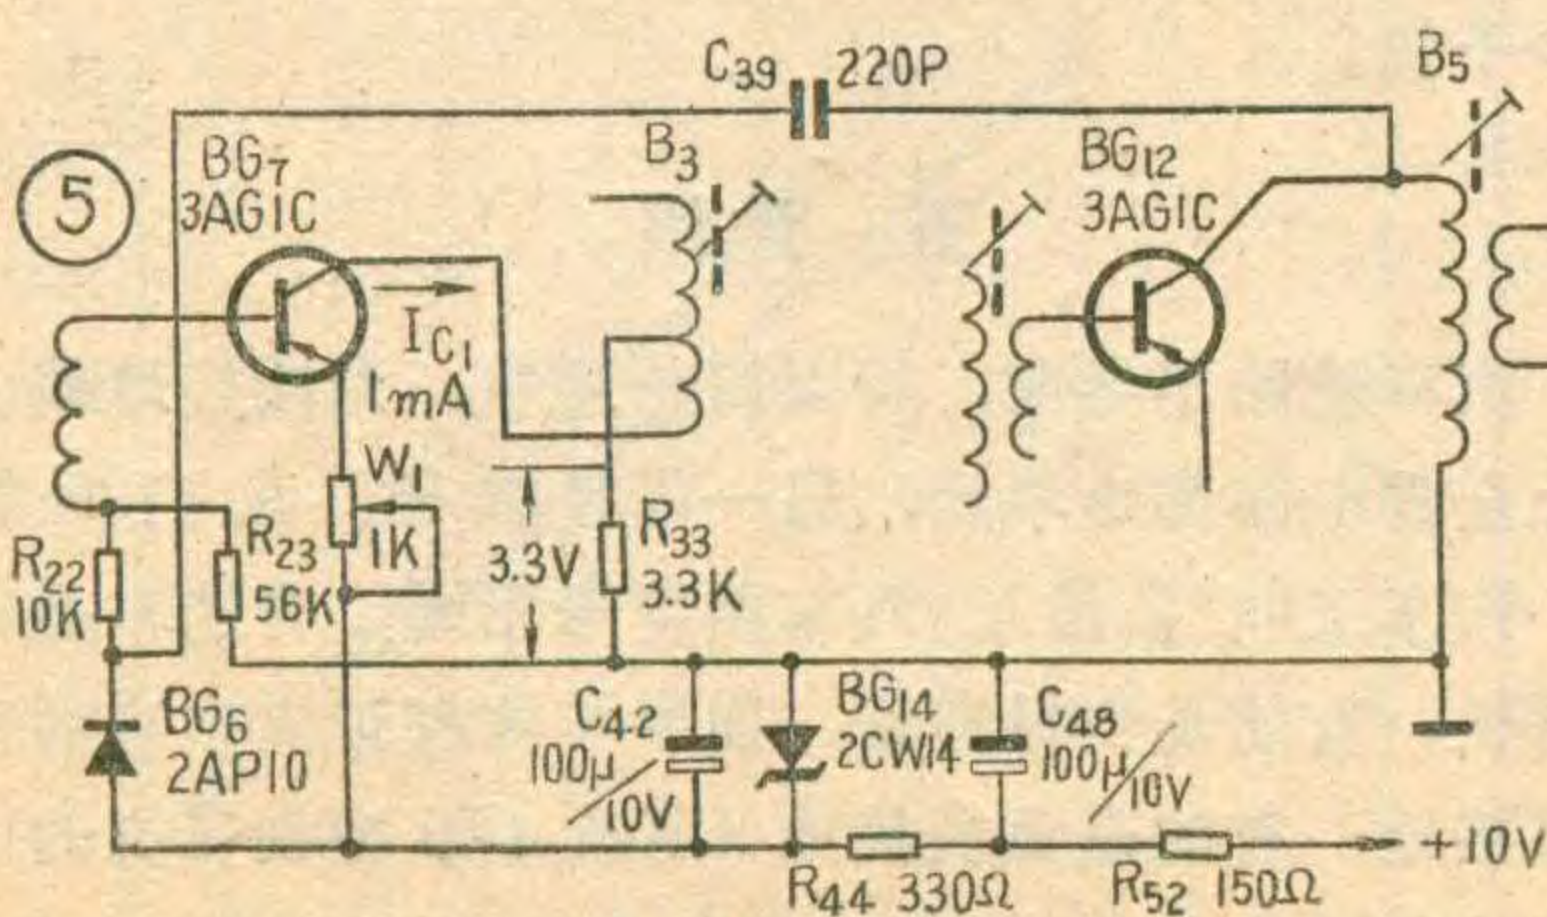 C39 220P
B5
5
BG7
3AG1C
B3
BG12
3AG1C
IC1
1mA
W1
1K
R22
10K
R23
56K
3.3V
R33
3.3K
BG6
2AP10
C42
100μ/10V
BG14
2CW14
C48
100μ/10V
+10V
R44 330Ω
R52 150Ω